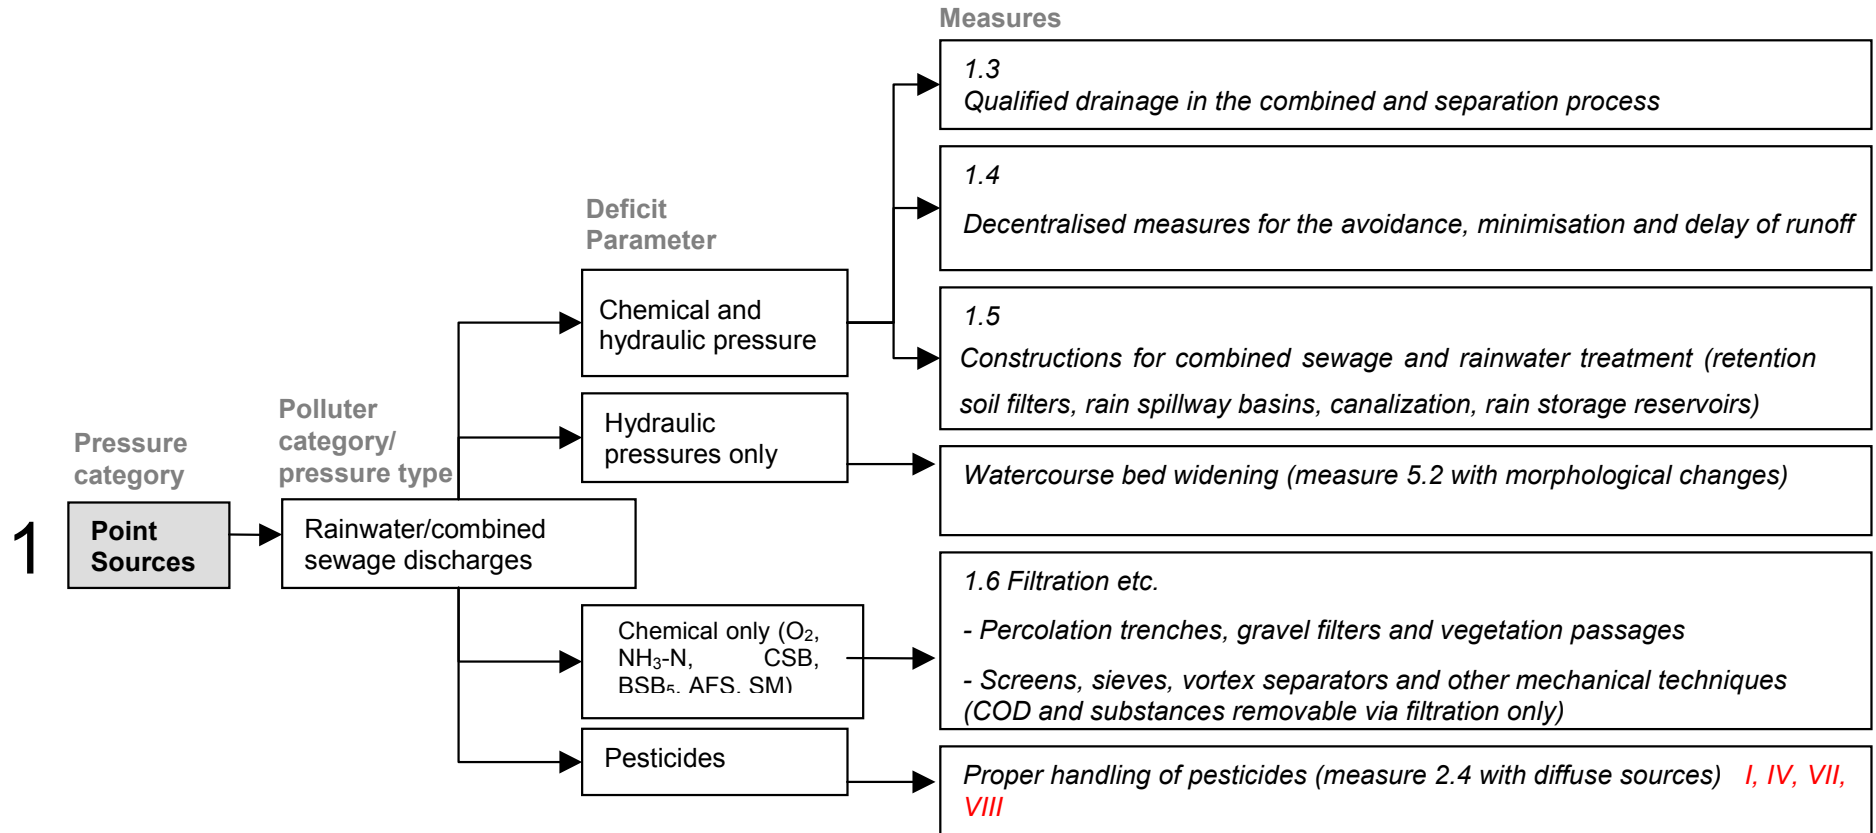 Measures
1.3
Qualified drainage in the combined and separation process
1.4
Decentralised measures for the avoidance, minimisation and delay of runoff
Deficit
Parameter
Chemical and
hydraulic pressure
1.5
Constructions for combined sewage and rainwater treatment (retention
soil filters, rain spillway basins, canalization, rain storage reservoirs)
Polluter
category/
pressure type
Hydraulic
pressures only
Pressure
category
Watercourse bed widening (measure 5.2 with morphological changes)
1
Point
Sources
Rainwater/combined
sewage discharges
1.6 Filtration etc.
- Percolation trenches, gravel filters and vegetation passages
- Screens, sieves, vortex separators and other mechanical techniques
(COD and substances removable via filtration only)
Chemical only (O₂,
NH₃-N, CSB,
BSB₅, AFS, SM)
Pesticides
Proper handling of pesticides (measure 2.4 with diffuse sources) I, IV, VII,
VIII